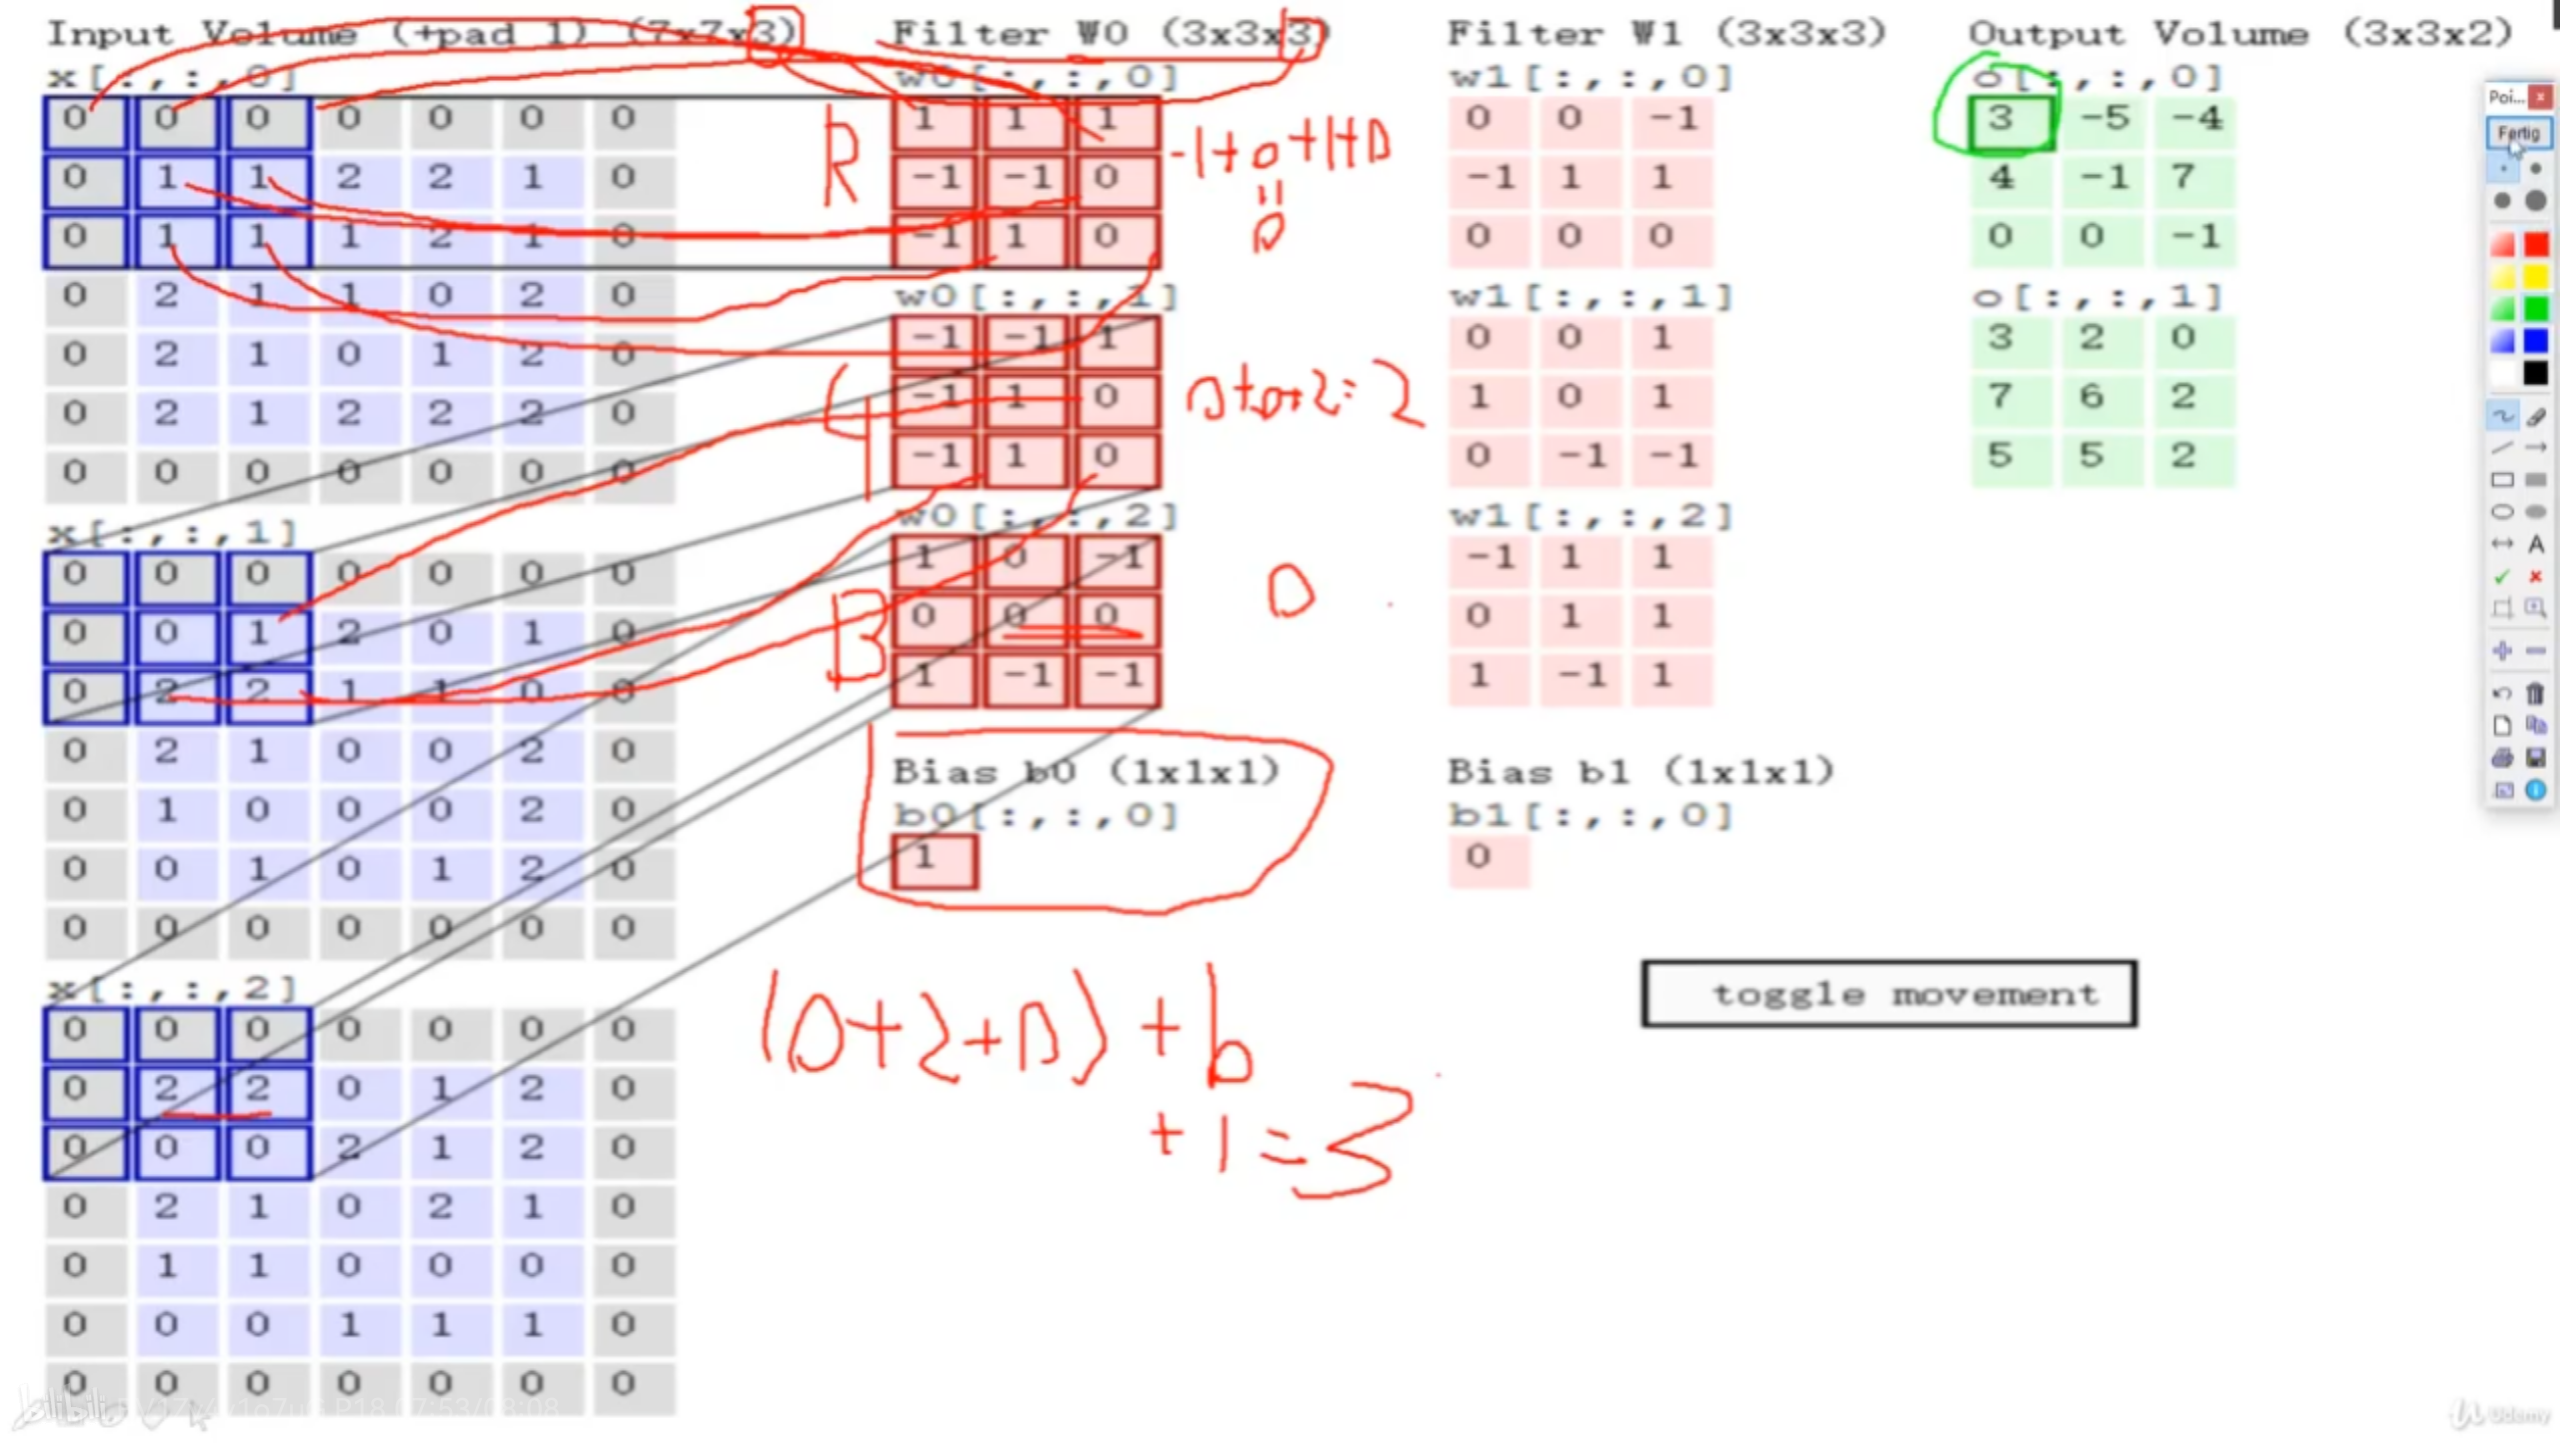 Input Volume (+pad 1) (7x7x3)
x[:,:,0]
0 0 0 0 0 0 0
0 1 1 2 2 1 0
0 1 1 1 2 1 0
0 2 1 1 0 2 0
0 2 1 0 1 2 0
0 2 1 2 2 2 0
0 0 0 0 0 0 0
x[:,:,1]
0 0 0 0 0 0 0
0 0 1 2 0 1 0
0 2 2 1 1 0 0
0 2 1 0 0 2 0
0 1 0 0 0 2 0
0 0 1 0 1 2 0
0 0 0 0 0 0 0
x[:,:,2]
0 0 0 0 0 0 0
0 2 2 0 1 2 0
0 0 0 2 1 2 0
0 2 1 0 2 1 0
0 1 1 0 0 0 0
0 0 0 1 1 1 0
0 0 0 0 0 0 0
Filter W0 (3x3x3)
w0[:,:,0]
R
1 1 1
-1 -1 0
-1 1 0
-1+0+1+0
=
0
w0[:,:,1]
G
-1 -1 1
-1 1 0
-1 1 0
0+0+2=2
w0[:,:,2]
B
1 0 -1
0 0 0
1 -1 -1
0
Bias b0 (1x1x1)
b0[:,:,0]
1
(0+2+0)+b
+1=3
Filter W1 (3x3x3)
w1[:,:,0]
0 0 -1
-1 1 1
0 0 0
w1[:,:,1]
0 0 1
1 0 1
0 -1 -1
w1[:,:,2]
-1 1 1
0 1 1
1 -1 1
Bias b1 (1x1x1)
b1[:,:,0]
0
Output Volume (3x3x2)
o[:,:,0]
3 -5 -4
4 -1 7
0 0 -1
o[:,:,1]
3 2 0
7 6 2
5 5 2
toggle movement
Poi...
Fertig
A
bilibili
Udemy